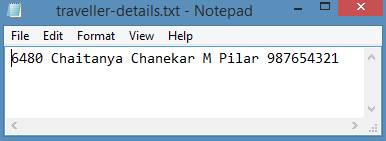 traveller-details.txt - Notepad
File Edit Format View Help
6480 Chaitanya Chanekar M Pilar 987654321